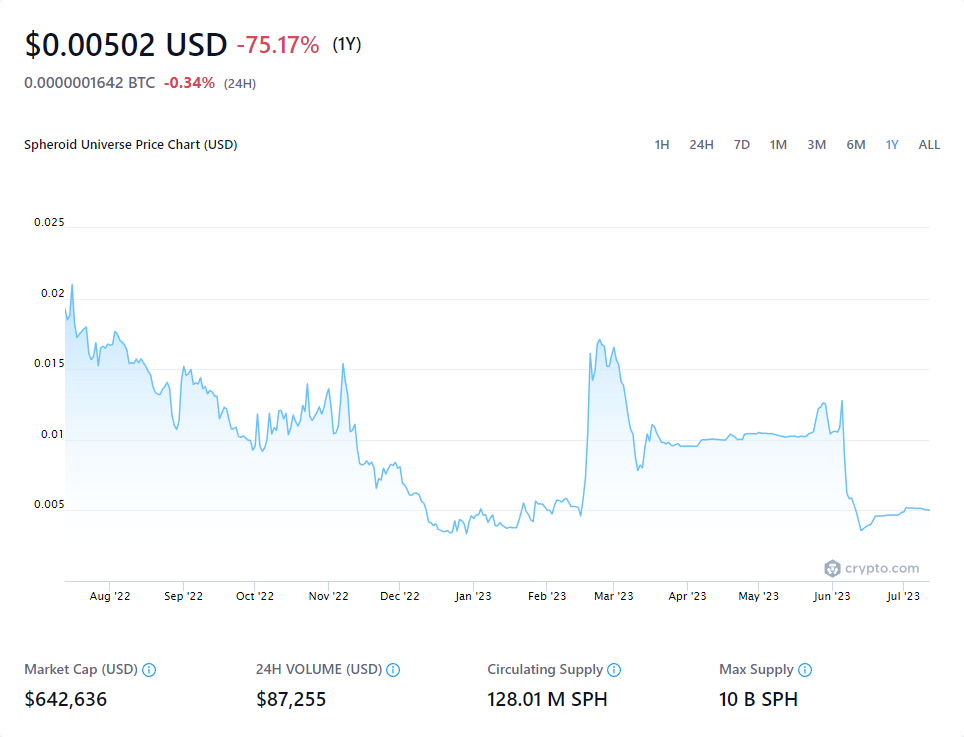 $0.00502 USD -75.17% (1Y)
0.0000001642 BTC -0.34% (24H)
Spheroid Universe Price Chart (USD) 1H 24H 7D 1M 3M 6M 1Y ALL
0.025
0.02
0.015
0.01
0.005
crypto.com
Aug '22 Sep '22 Oct '22 Nov '22 Dec '22 Jan '23 Feb '23 Mar '23 Apr '23 May '23 Jun '23 Jul '23
Market Cap (USD) 24H VOLUME (USD) Circulating Supply Max Supply
$642,636 $87,255 128.01 M SPH 10 B SPH